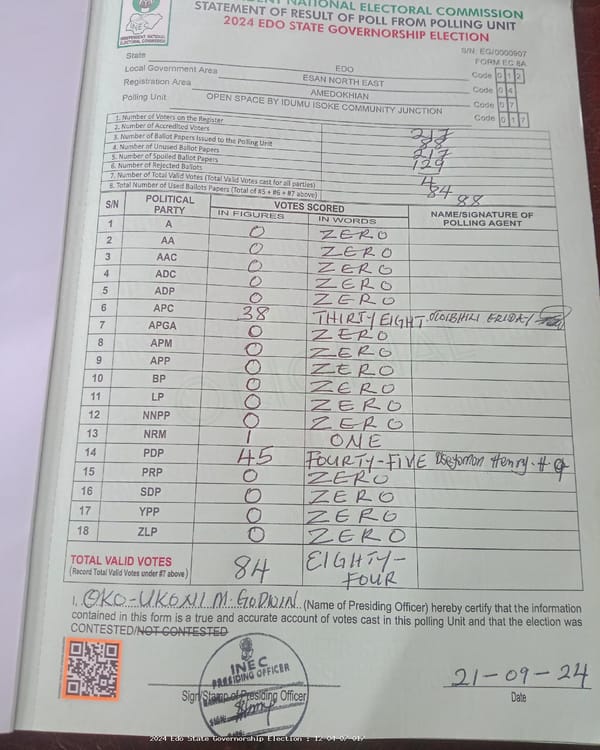 INDEPENDENT NATIONAL ELECTORAL COMMISSION
STATEMENT OF RESULT OF POLL FROM POLLING UNIT
2024 EDO STATE GOVERNORSHIP ELECTION
INEC
INDEPENDENT NATIONAL
ELECTORAL COMMISSION
S/N: EG/0000907
FORM EC 8A
State EDO Code 0 1 2
Local Government Area ESAN NORTH EAST Code 0 4
Registration Area AMEDOKHIAN Code 0 7
Polling Unit OPEN SPACE BY IDUMU ISOKE COMMUNITY JUNCTION Code 0 1 7
1. Number of Voters on the Register 217
2. Number of Accredited Voters 88
3. Number of Ballot Papers Issued to the Polling Unit 217
4. Number of Unused Ballot Papers 129
5. Number of Spoiled Ballot Papers
6. Number of Rejected Ballots 4
7. Number of Total Valid Votes (Total Valid Votes cast for all parties) 84
8. Total Number of Used Ballots Papers (Total of #5 + #6 + #7 above) 88
S/N POLITICAL PARTY VOTES SCORED NAME/SIGNATURE OF POLLING AGENT
IN FIGURES IN WORDS
1 A 0 ZERO
2 AA 0 ZERO
3 AAC 0 ZERO
4 ADC 0 ZERO
5 ADP 0 ZERO
6 APC 38 THIRTY EIGHT
7 APGA 0 ZERO
8 APM 0 ZERO
9 APP 0 ZERO
10 BP 0 ZERO
11 LP 0 ZERO
12 NNPP 0 ZERO
13 NRM 1 ONE
14 PDP 45 FOURTY-FIVE Henry
15 PRP 0 ZERO
16 SDP 0 ZERO
17 YPP 0 ZERO
18 ZLP 0 ZERO
TOTAL VALID VOTES 84 EIGHTY-
(Record Total Valid Votes under #7 above) FOUR
I, OKO-UKONI M. GODWIN (Name of Presiding Officer) hereby certify that the information
contained in this form is a true and accurate account of votes cast in this polling Unit and that the election was
CONTESTED/NOT CONTESTED
INEC
PRESIDING OFFICER
21-09-24
Sign/Stamp of Presiding Officer Date
2024 Edo State Governorship Election : 12-04-07-017